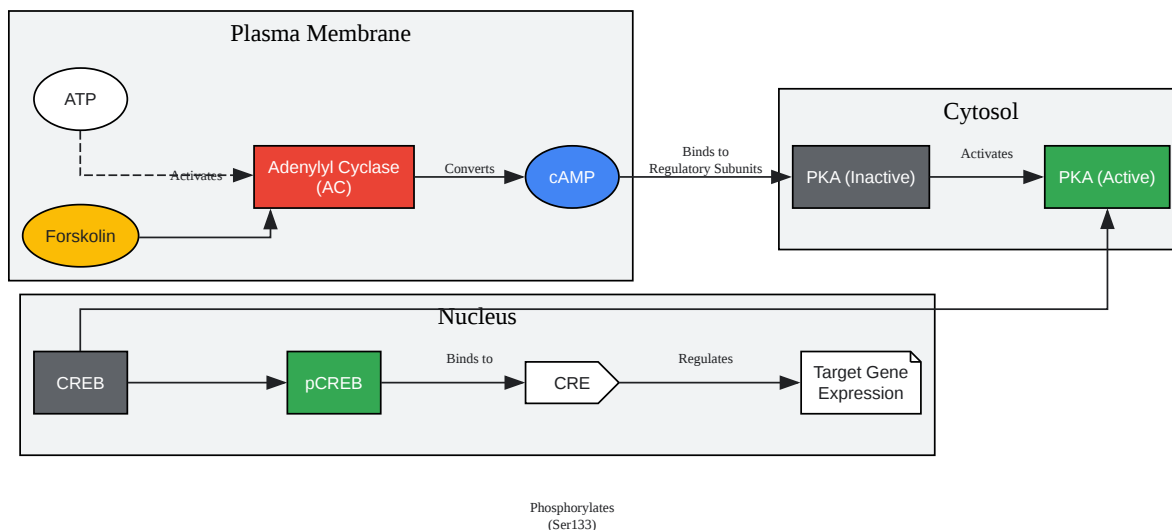 Plasma Membrane
ATP
Activates
Adenylyl Cyclase
(AC)
Converts
cAMP
Forskolin
Binds to
Regulatory Subunits
Cytosol
PKA (Inactive)
Activates
PKA (Active)
Nucleus
CREB
pCREB
Binds to
CRE
Regulates
Target Gene
Expression
Phosphorylates
(Ser133)